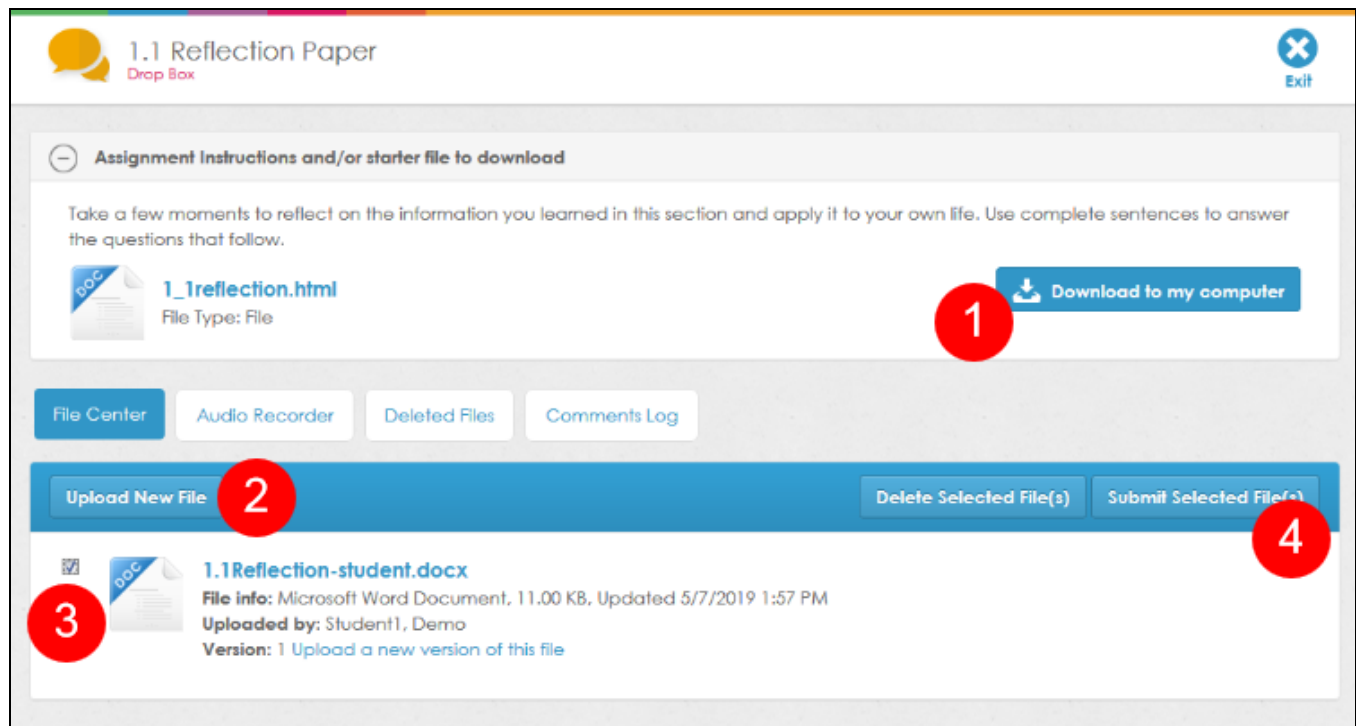 1.1 Reflection Paper
Drop Box
Exit
Assignment Instructions and/or starter file to download
Take a few moments to reflect on the information you learned in this section and apply it to your own life. Use complete sentences to answer
the questions that follow.
DOC
1_1reflection.html
File Type: File
Download to my computer
1
File Center
Audio Recorder
Deleted Files
Comments Log
Upload New File
2
Delete Selected File(s)
Submit Selected File(s)
4
3
DOC
1.1Reflection-student.docx
File info: Microsoft Word Document, 11.00 KB, Updated 5/7/2019 1:57 PM
Uploaded by: Student1, Demo
Version: 1 Upload a new version of this file